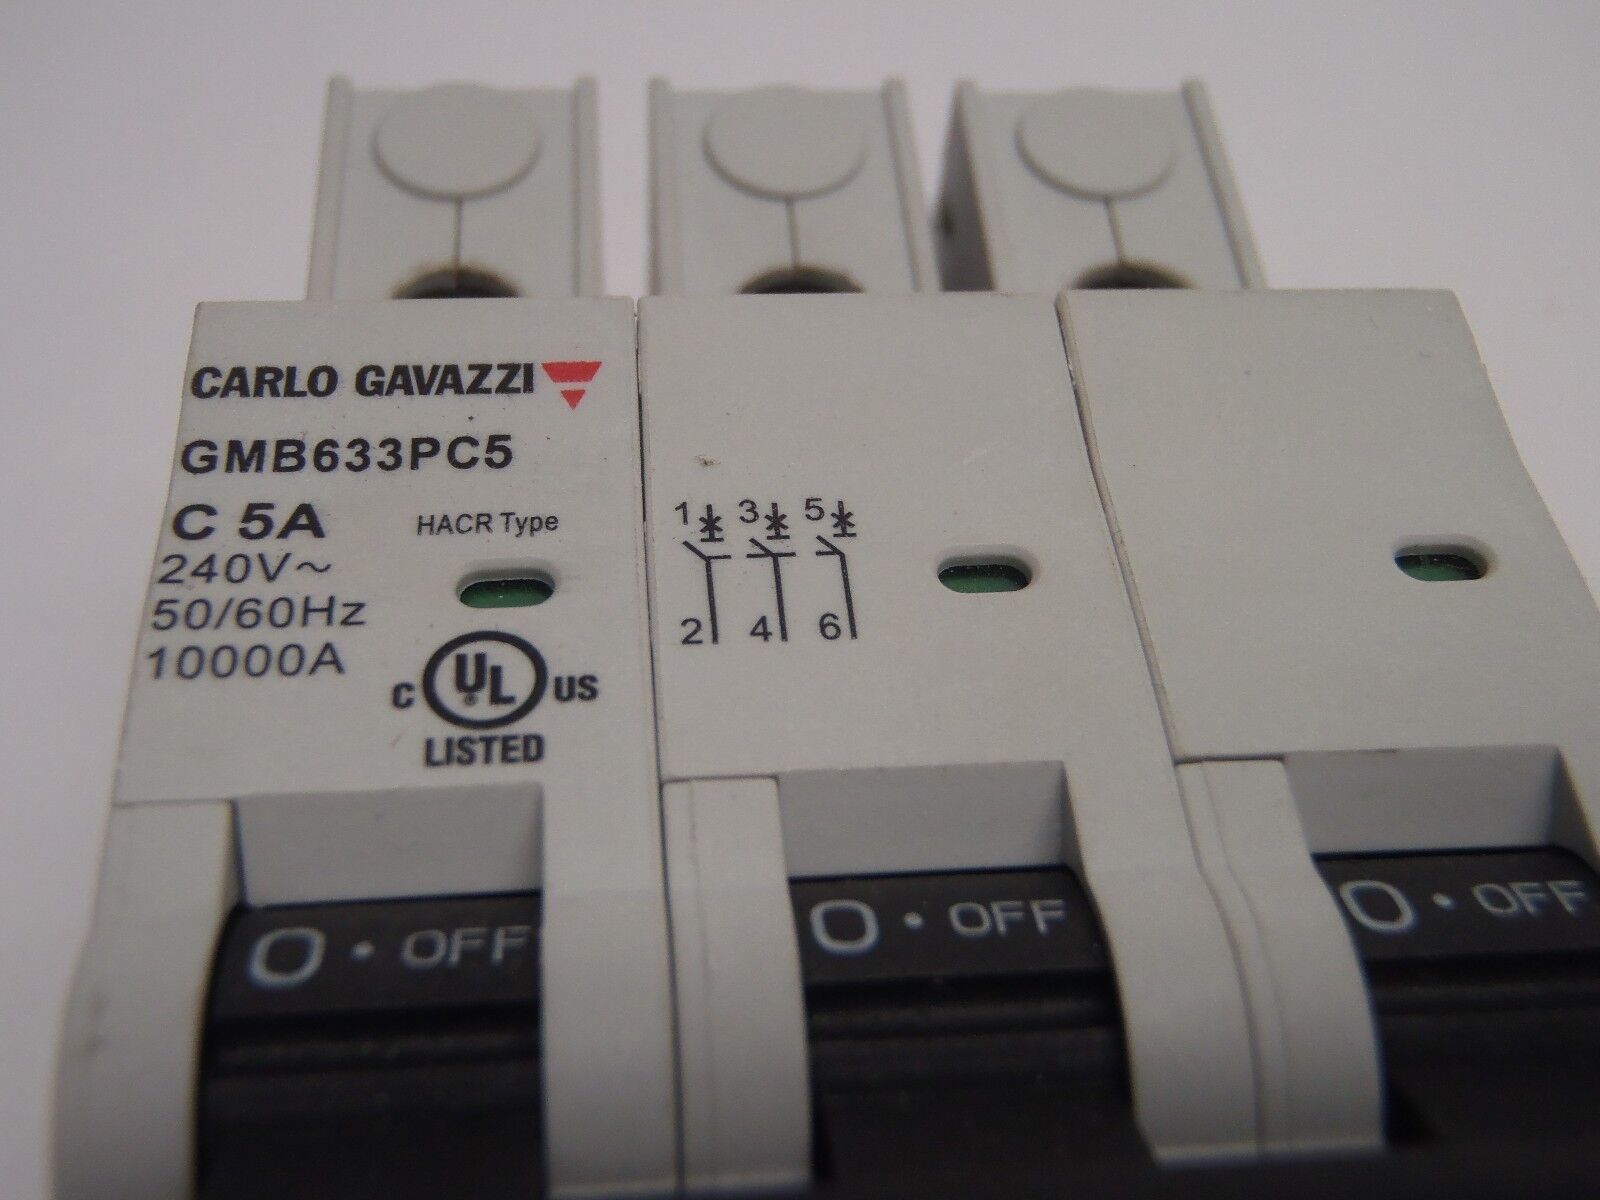 CARLO GAVAZZI
GMB633PC5
C 5A HACR Type
240V~
50/60Hz
10000A
C UL® US
LISTED
1 3 5
2 4 6
O · OFF
O · OFF
O · OFF